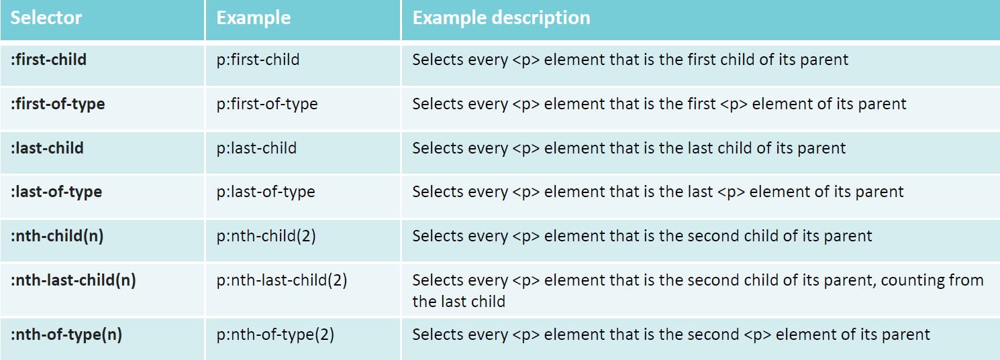 Selector Example Example description
:first-child p:first-child Selects every <p> element that is the first child of its parent
:first-of-type p:first-of-type Selects every <p> element that is the first <p> element of its parent
:last-child p:last-child Selects every <p> element that is the last child of its parent
:last-of-type p:last-of-type Selects every <p> element that is the last <p> element of its parent
:nth-child(n) p:nth-child(2) Selects every <p> element that is the second child of its parent
:nth-last-child(n) p:nth-last-child(2) Selects every <p> element that is the second child of its parent, counting from
the last child
:nth-of-type(n) p:nth-of-type(2) Selects every <p> element that is the second <p> element of its parent